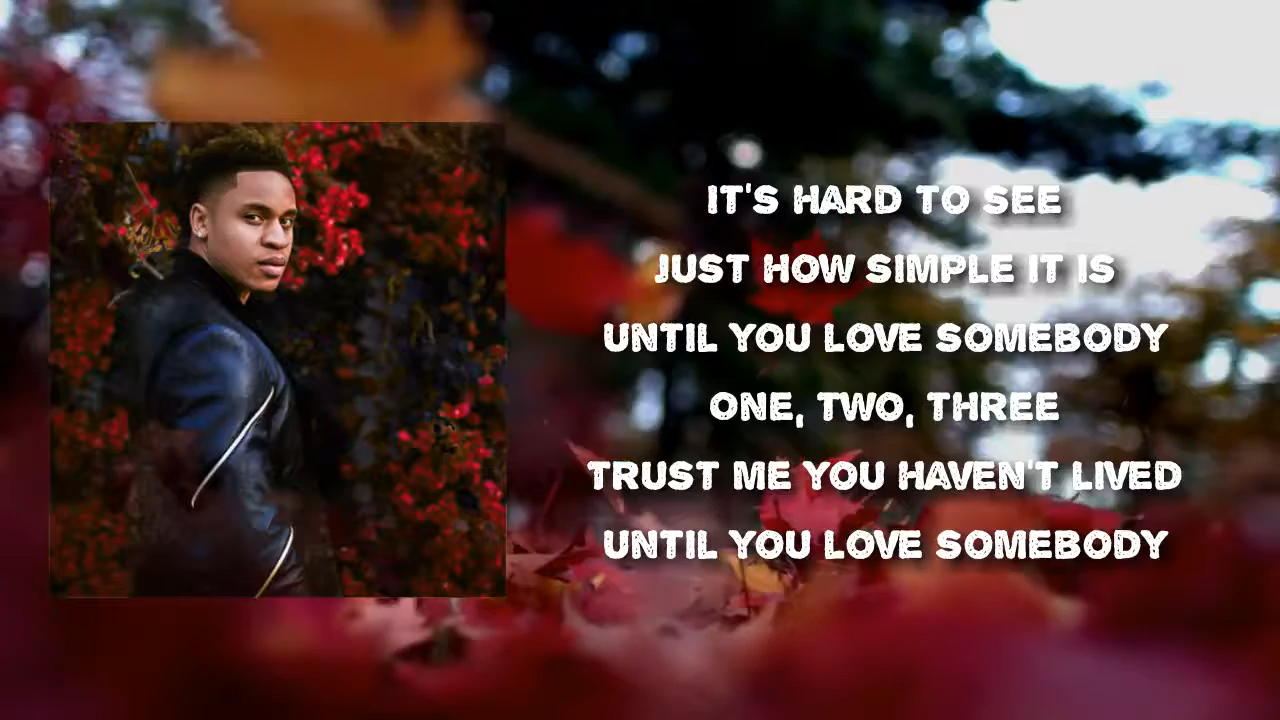 IT'S HARD TO SEE
JUST HOW SIMPLE IT IS
UNTIL YOU LOVE SOMEBODY
ONE, TWO, THREE
TRUST ME YOU HAVEN'T LIVED
UNTIL YOU LOVE SOMEBODY